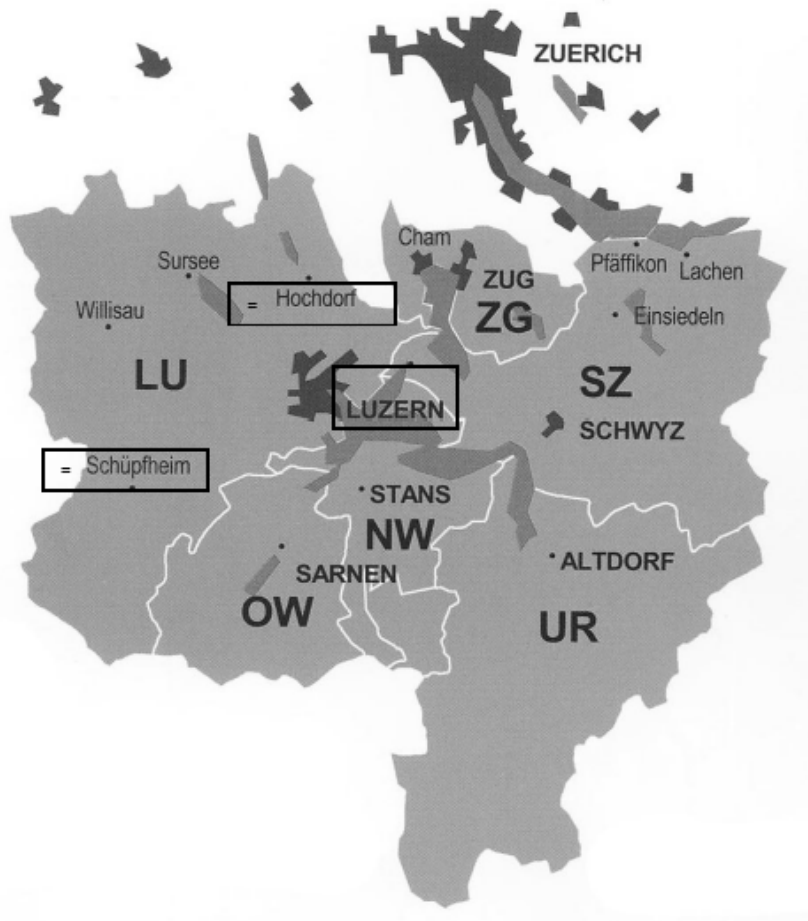 ZUERICH
Cham
Sursee
Pfäffikon
Lachen
ZUG
= Hochdorf
Willisau
ZG
Einsiedeln
LU
SZ
LUZERN
SCHWYZ
= Schüpfheim
STANS
NW
ALTDORF
SARNEN
OW
UR